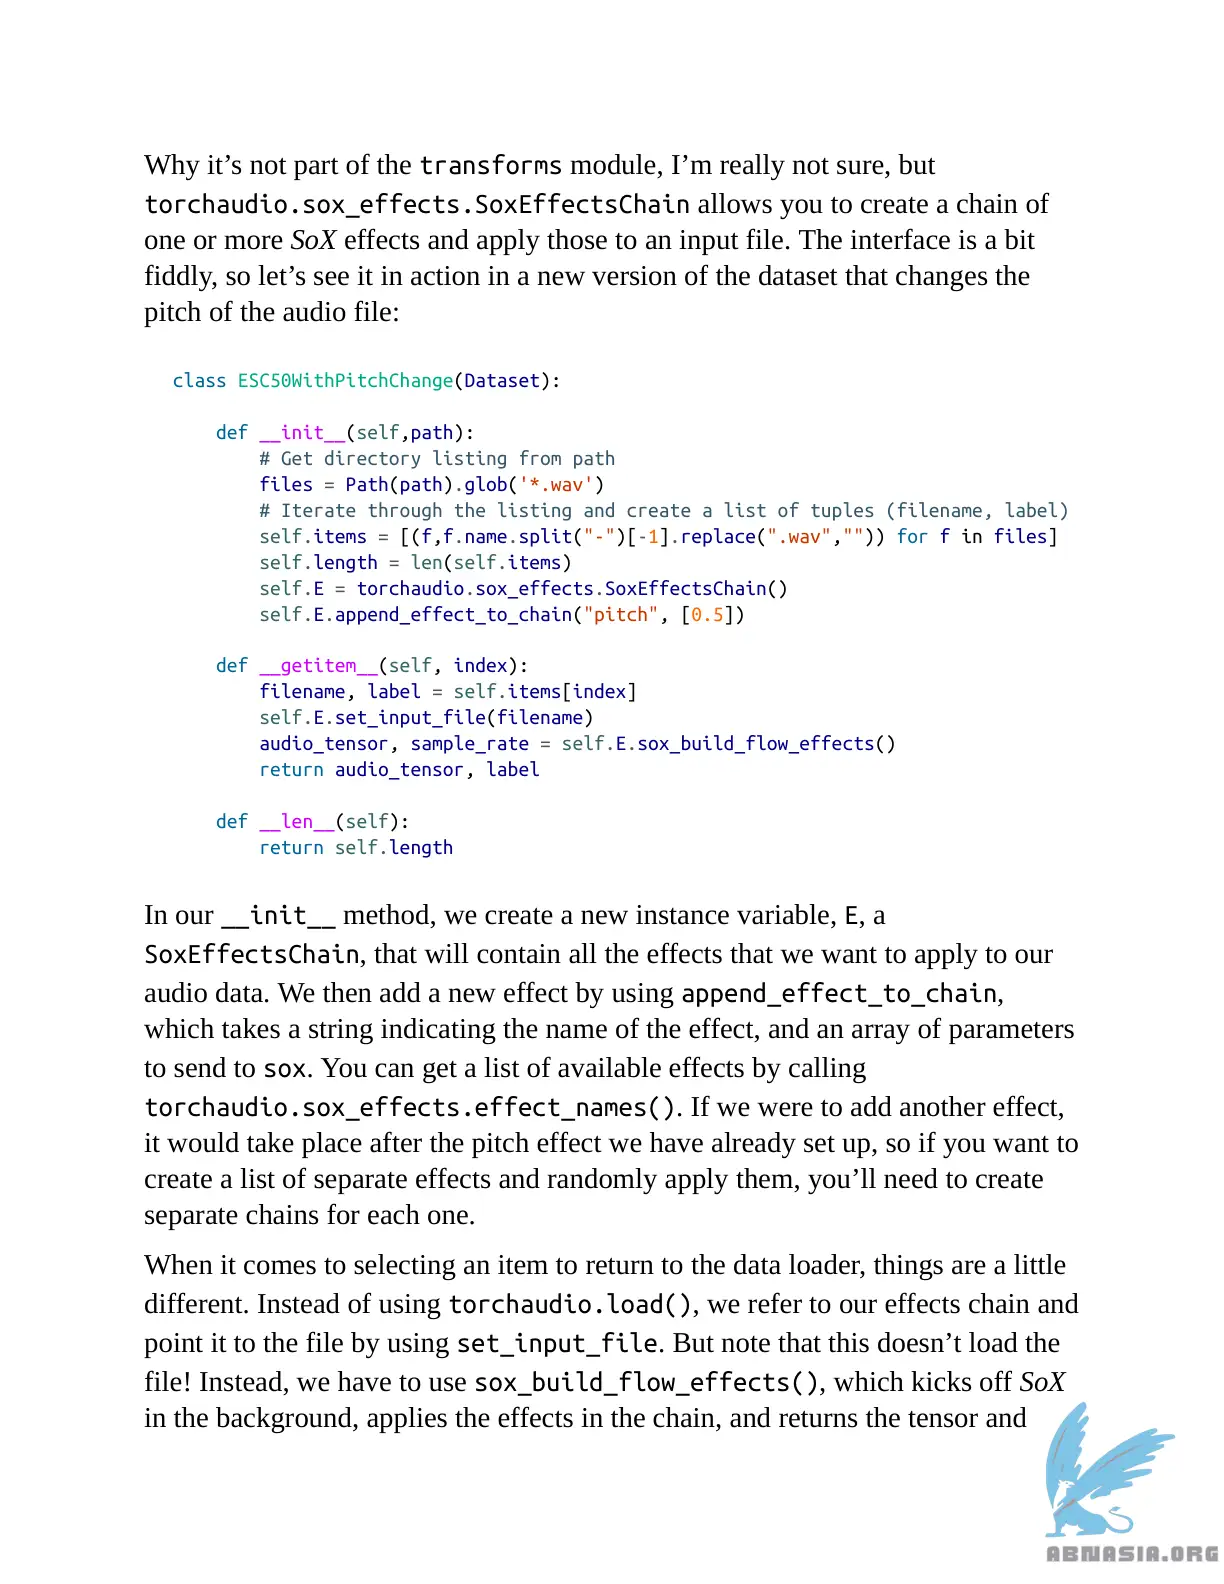 Why it’s not part of the transforms module, I’m really not sure, but
torchaudio.sox_effects.SoxEffectsChain allows you to create a chain of
one or more SoX effects and apply those to an input file. The interface is a bit
fiddly, so let’s see it in action in a new version of the dataset that changes the
pitch of the audio file:
class ESC50WithPitchChange(Dataset):
    def __init__(self,path):
        # Get directory listing from path
        files = Path(path).glob('*.wav')
        # Iterate through the listing and create a list of tuples (filename, label)
        self.items = [(f,f.name.split("-")[-1].replace(".wav","")) for f in files]
        self.length = len(self.items)
        self.E = torchaudio.sox_effects.SoxEffectsChain()
        self.E.append_effect_to_chain("pitch", [0.5])
    def __getitem__(self, index):
        filename, label = self.items[index]
        self.E.set_input_file(filename)
        audio_tensor, sample_rate = self.E.sox_build_flow_effects()
        return audio_tensor, label
    def __len__(self):
        return self.length
In our __init__ method, we create a new instance variable, E, a
SoxEffectsChain, that will contain all the effects that we want to apply to our
audio data. We then add a new effect by using append_effect_to_chain,
which takes a string indicating the name of the effect, and an array of parameters
to send to sox. You can get a list of available effects by calling
torchaudio.sox_effects.effect_names(). If we were to add another effect,
it would take place after the pitch effect we have already set up, so if you want to
create a list of separate effects and randomly apply them, you’ll need to create
separate chains for each one.
When it comes to selecting an item to return to the data loader, things are a little
different. Instead of using torchaudio.load(), we refer to our effects chain and
point it to the file by using set_input_file. But note that this doesn’t load the
file! Instead, we have to use sox_build_flow_effects(), which kicks off SoX
in the background, applies the effects in the chain, and returns the tensor and
ABNASIA.ORG